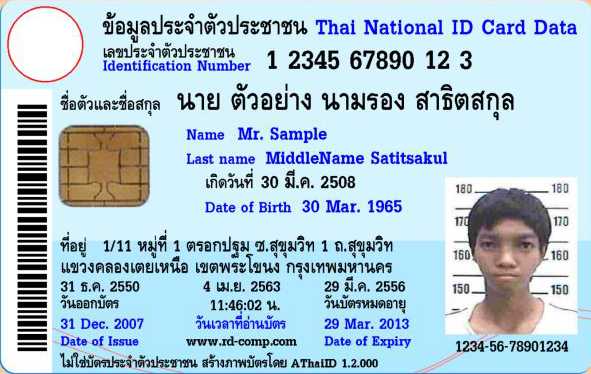 ข้อมูลประจำตัวประชาชน Thai National ID Card Data
เลขประจำตัวประชาชน
Identification Number 1 2345 67890 12 3
ชื่อตัวและชื่อสกุล นาย ตัวอย่าง นามรอง สาธิตสกุล
Name Mr. Sample
Last name MiddleName Satitsakul
เกิดวันที่ 30 มี.ค. 2508
Date of Birth 30 Mar. 1965
ที่อยู่ 1/11 หมู่ที่ 1 ตรอกปฐม ซ.สุขุมวิท 1 ถ.สุขุมวิท
แขวงคลองเตยเหนือ เขตพระโขนง กรุงเทพมหานคร
31 ธ.ค. 2550 4 เม.ย. 2563 29 มี.ค. 2556
วันออกบัตร 11:46:02 น. วันบัตรหมดอายุ
31 Dec. 2007 วันเวลาที่อ่านบัตร 29 Mar. 2013
Date of Issue www.rd-comp.com Date of Expiry
ไม่ใช่บัตรประจำตัวประชาชน สร้างภาพบัตรโดย AThaiID 1.2.000
180 180
170 170
160 160
150 150
1234-56-78901234